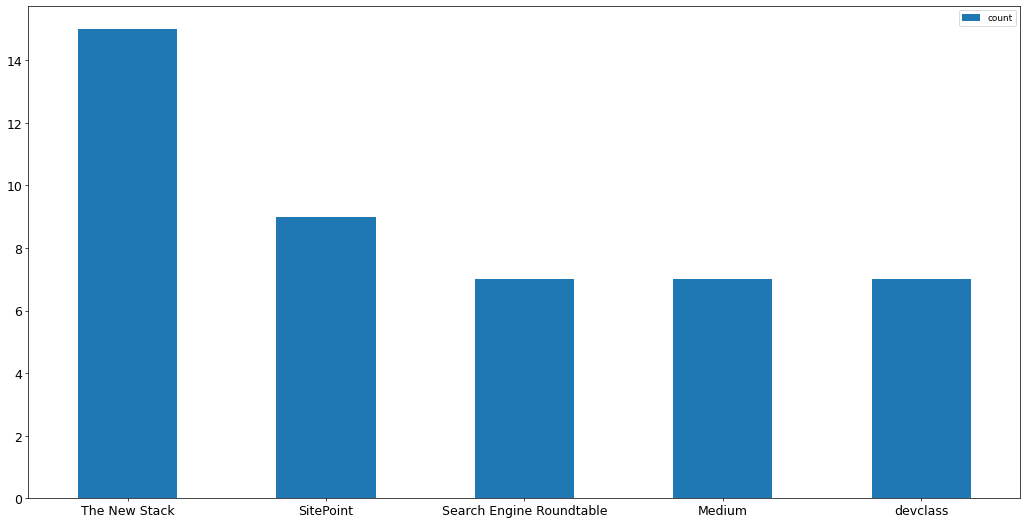 count
14
12
10
8
6
4
2
0
The New Stack
SitePoint
Search Engine Roundtable
Medium
devclass